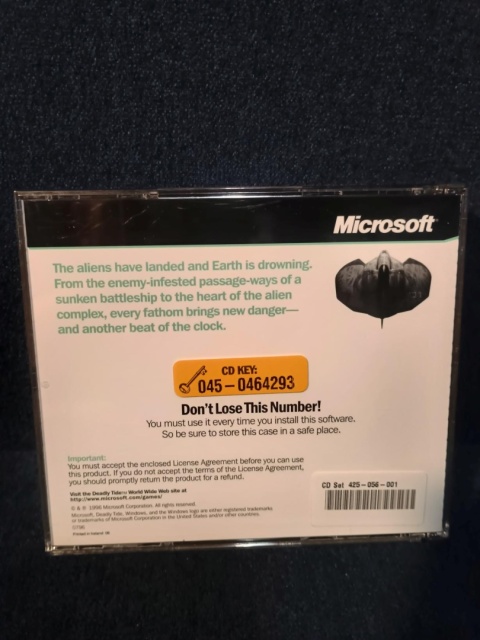 Microsoft
The aliens have landed and Earth is drowning.
From the enemy-infested passage-ways of a
sunken battleship to the heart of the alien
complex, every fathom brings new danger—
and another beat of the clock.
CD KEY:
045-0464293
Don't Lose This Number!
You must use it every time you install this software.
So be sure to store this case in a safe place.
Important:
You must accept the enclosed License Agreement before you can use
this product. If you do not accept the terms of the License Agreement,
you should promptly return the product for a refund.
CD Set 425-056-001
Visit the Deadly Tide™ World Wide Web site at
http://www.microsoft.com/games/
© & ℗ 1996 Microsoft Corporation. All rights reserved.
Microsoft, Deadly Tide, Windows, and the Windows logo are either registered trademarks
or trademarks of Microsoft Corporation in the United States and/or other countries.